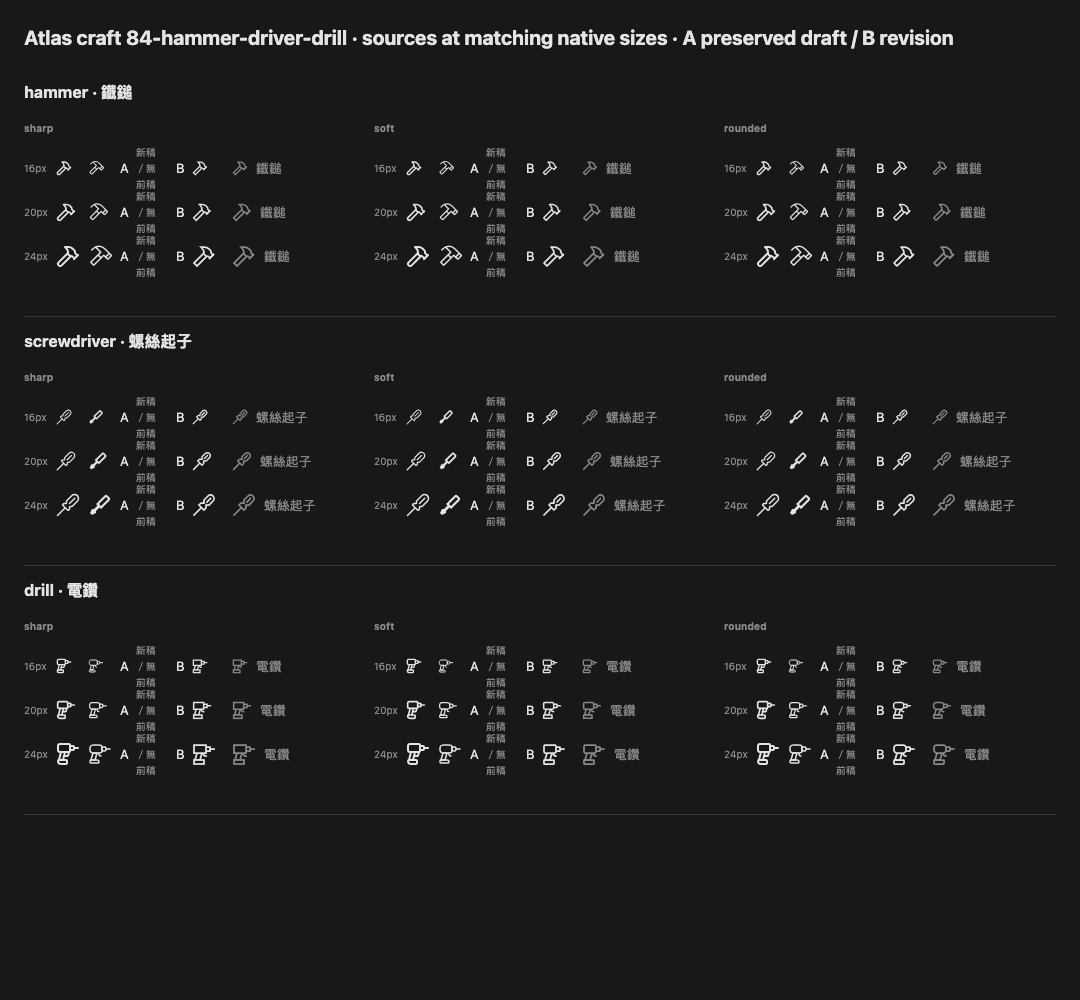 Atlas craft 84-hammer-driver-drill · sources at matching native sizes · A preserved draft / B revision
hammer · 鐵鎚
sharp soft rounded
16px A 新稿 / 無前稿 B 鐵鎚 16px A 新稿 / 無前稿 B 鐵鎚 16px A 新稿 / 無前稿 B 鐵鎚
20px A 新稿 / 無前稿 B 鐵鎚 20px A 新稿 / 無前稿 B 鐵鎚 20px A 新稿 / 無前稿 B 鐵鎚
24px A 新稿 / 無前稿 B 鐵鎚 24px A 新稿 / 無前稿 B 鐵鎚 24px A 新稿 / 無前稿 B 鐵鎚
screwdriver · 螺絲起子
sharp soft rounded
16px A 新稿 / 無前稿 B 螺絲起子 16px A 新稿 / 無前稿 B 螺絲起子 16px A 新稿 / 無前稿 B 螺絲起子
20px A 新稿 / 無前稿 B 螺絲起子 20px A 新稿 / 無前稿 B 螺絲起子 20px A 新稿 / 無前稿 B 螺絲起子
24px A 新稿 / 無前稿 B 螺絲起子 24px A 新稿 / 無前稿 B 螺絲起子 24px A 新稿 / 無前稿 B 螺絲起子
drill · 電鑽
sharp soft rounded
16px A 新稿 / 無前稿 B 電鑽 16px A 新稿 / 無前稿 B 電鑽 16px A 新稿 / 無前稿 B 電鑽
20px A 新稿 / 無前稿 B 電鑽 20px A 新稿 / 無前稿 B 電鑽 20px A 新稿 / 無前稿 B 電鑽
24px A 新稿 / 無前稿 B 電鑽 24px A 新稿 / 無前稿 B 電鑽 24px A 新稿 / 無前稿 B 電鑽